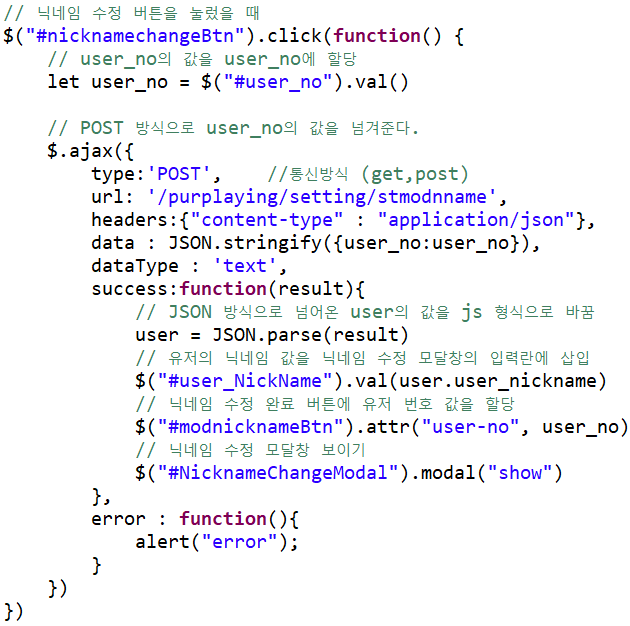 // 닉네임 수정 버튼을 눌렀을 때
$("#nicknamechangeBtn").click(function() {
// user_no의 값을 user_no에 할당
let user_no = $("#user_no").val()
// POST 방식으로 user_no의 값을 넘겨준다.
$.ajax({
type:'POST', //통신방식 (get,post)
url: '/purplaying/setting/stmodnname',
headers:{"content-type" : "application/json"},
data : JSON.stringify({user_no:user_no}),
dataType : 'text',
success:function(result){
// JSON 방식으로 넘어온 user의 값을 js 형식으로 바꿈
user = JSON.parse(result)
// 유저의 닉네임 값을 닉네임 수정 모달창의 입력란에 삽입
$("#user_NickName").val(user.user_nickname)
// 닉네임 수정 완료 버튼에 유저 번호 값을 할당
$("#modnicknameBtn").attr("user-no", user_no)
// 닉네임 수정 모달창 보이기
$("#NicknameChangeModal").modal("show")
},
error : function(){
alert("error");
}
})
})